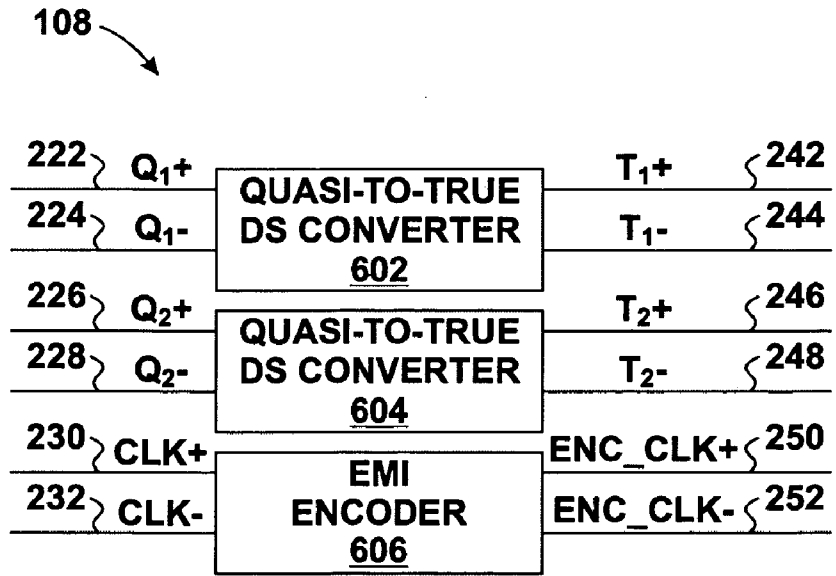 108
222 Q₁+ QUASI-TO-TRUE T₁+ 242
224 Q₁- DS CONVERTER T₁- 244
602
226 Q₂+ QUASI-TO-TRUE T₂+ 246
228 Q₂- DS CONVERTER T₂- 248
604
230 CLK+ EMI ENC_CLK+ 250
232 CLK- ENCODER ENC_CLK- 252
606